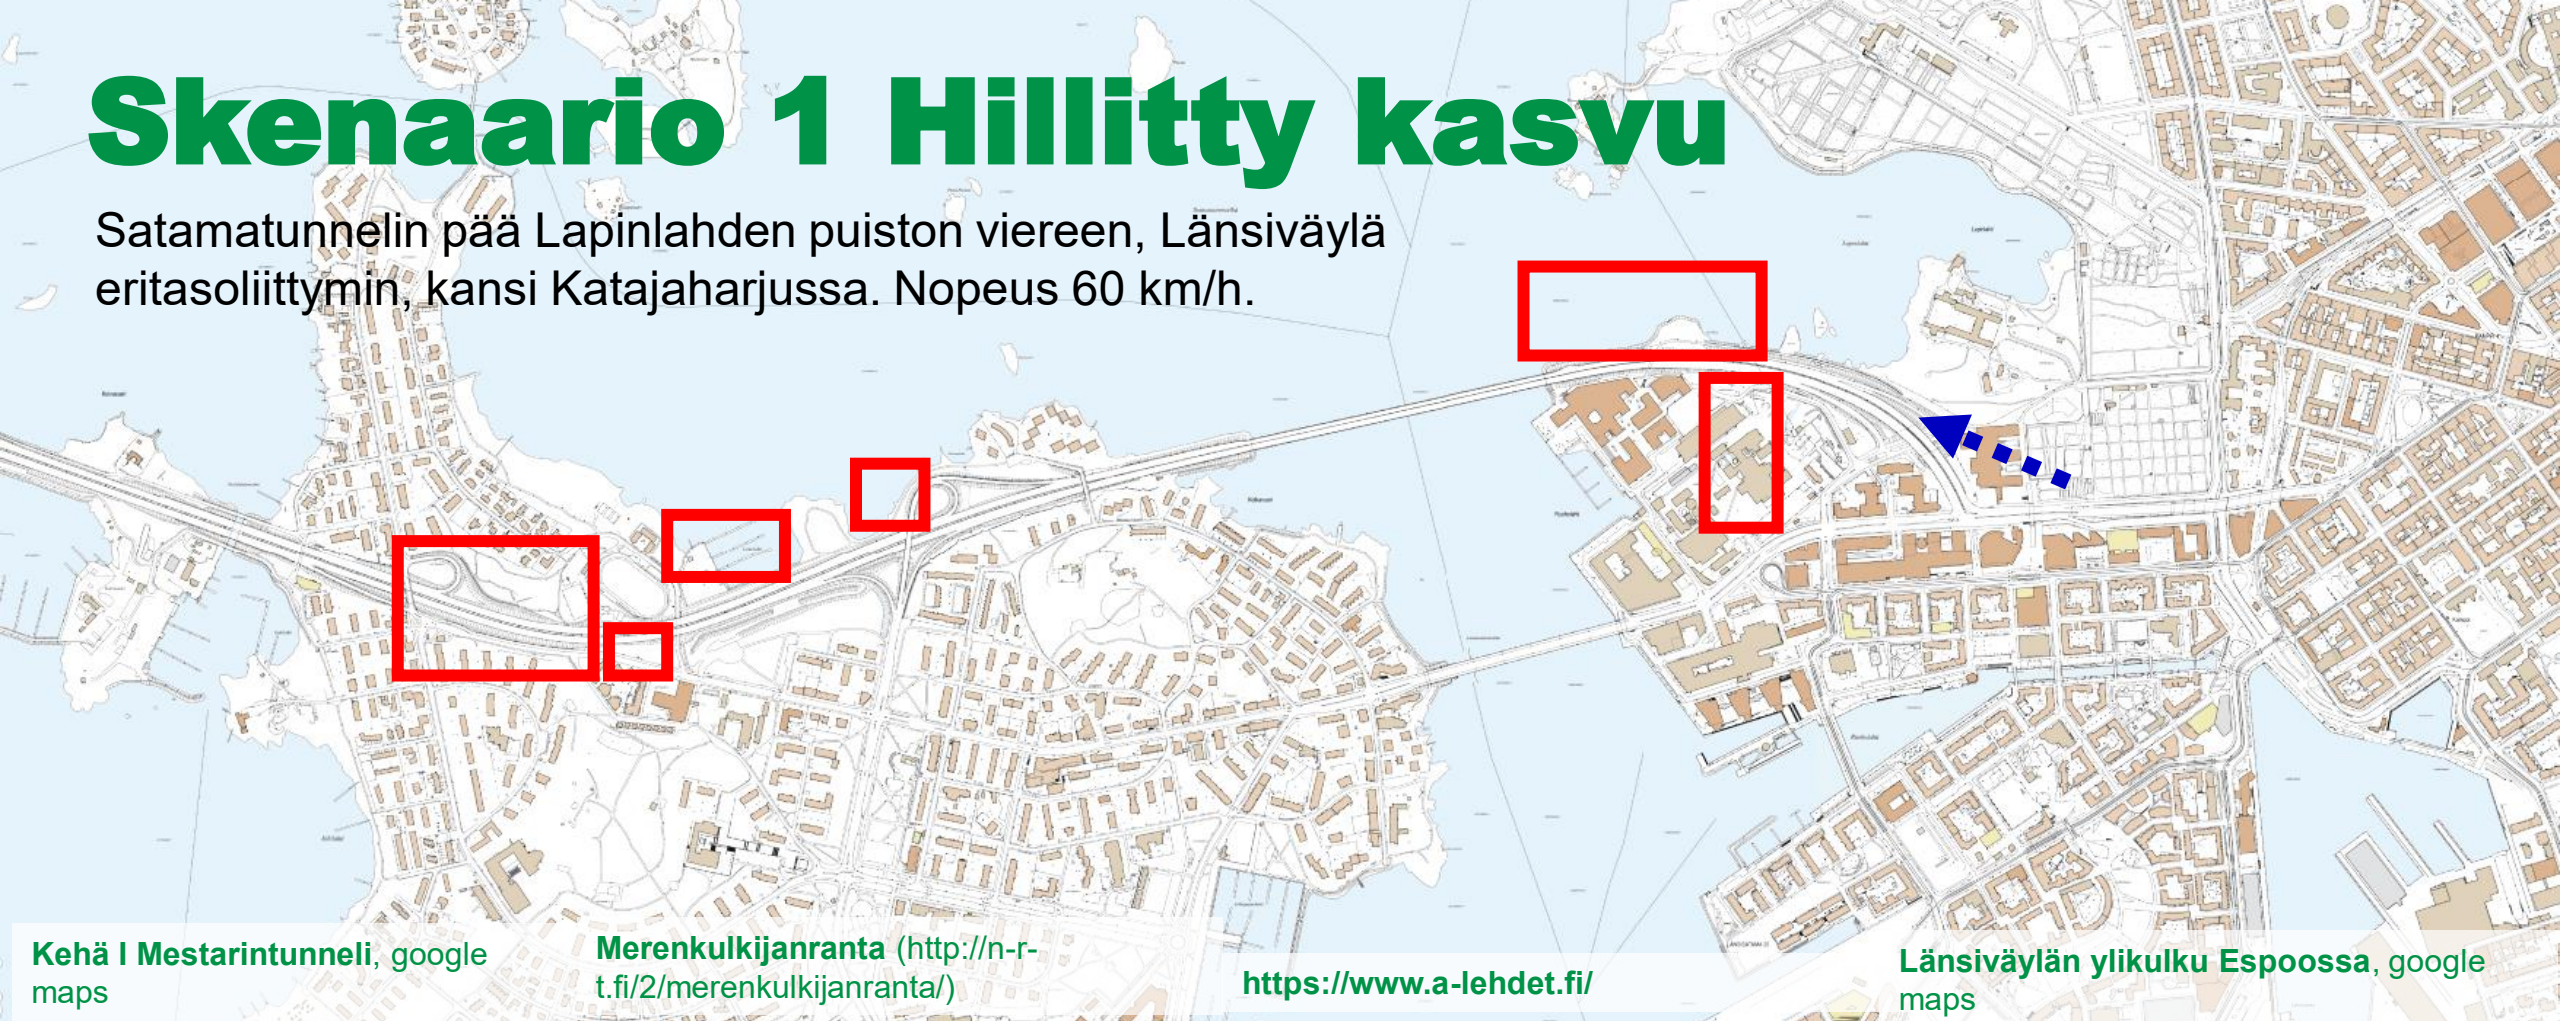 Skenaario 1 Hillitty kasvu
Satamatunnelin pää Lapinlahden puiston viereen, Länsiväylä
eritasoliittymin, kansi Katajaharjussa. Nopeus 60 km/h.
Kehä I Mestarintunneli, google
maps
Merenkulkijanranta (http://n-r-
t.fi/2/merenkulkijanranta/)
https://www.a-lehdet.fi/
Länsiväylän ylikulku Espoossa, google
maps